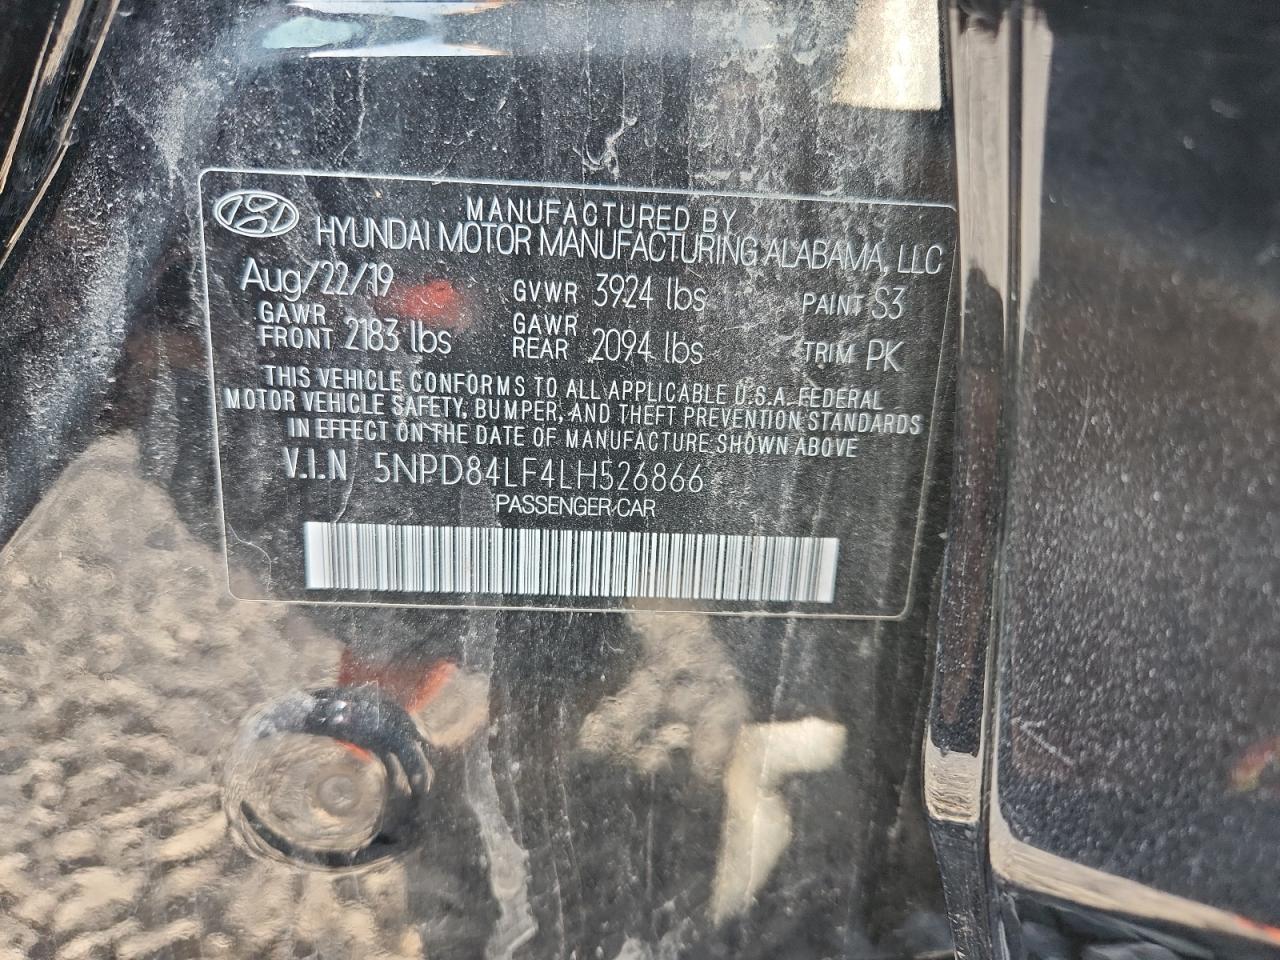 MANUFACTURED BY
HYUNDAI MOTOR MANUFACTURING ALABAMA, LLC
Aug/22/19 GVWR 3924 lbs PAINT S3
GAWR FRONT 2183 lbs GAWR REAR 2094 lbs TRIM PK
THIS VEHICLE CONFORMS TO ALL APPLICABLE U.S.A. FEDERAL
MOTOR VEHICLE SAFETY, BUMPER, AND THEFT PREVENTION STANDARDS
IN EFFECT ON THE DATE OF MANUFACTURE SHOWN ABOVE
V.I.N 5NPD84LF4LH526866
PASSENGER CAR